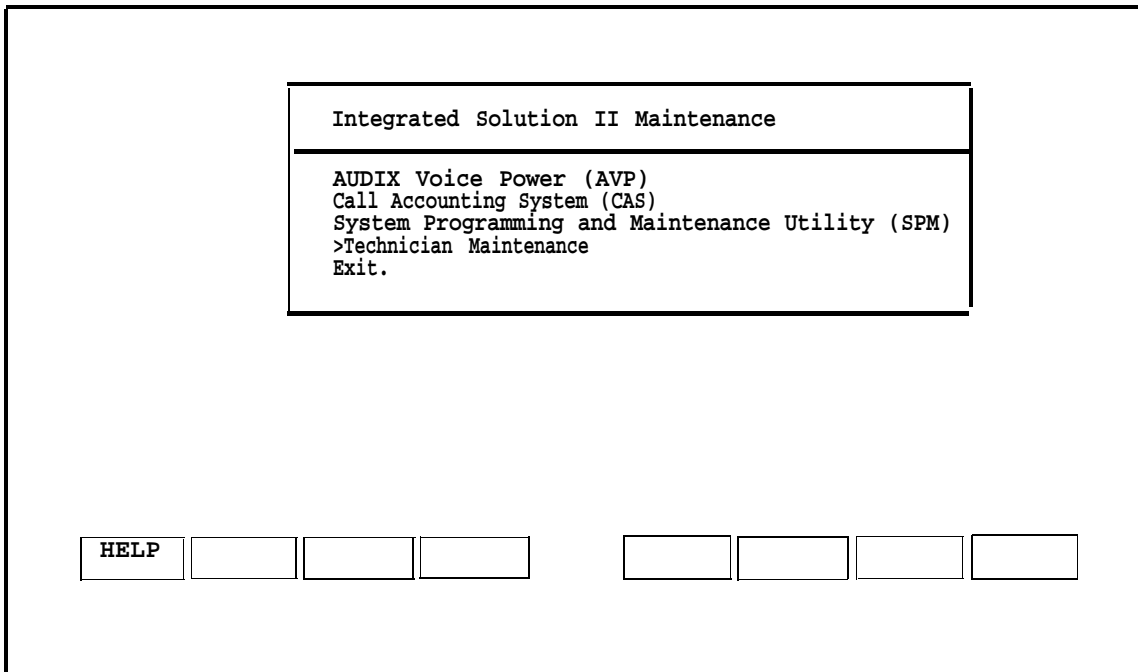 Integrated Solution II Maintenance
AUDIX Voice Power (AVP)
Call Accounting System (CAS)
System Programming and Maintenance Utility (SPM)
>Technician Maintenance
Exit.
HELP